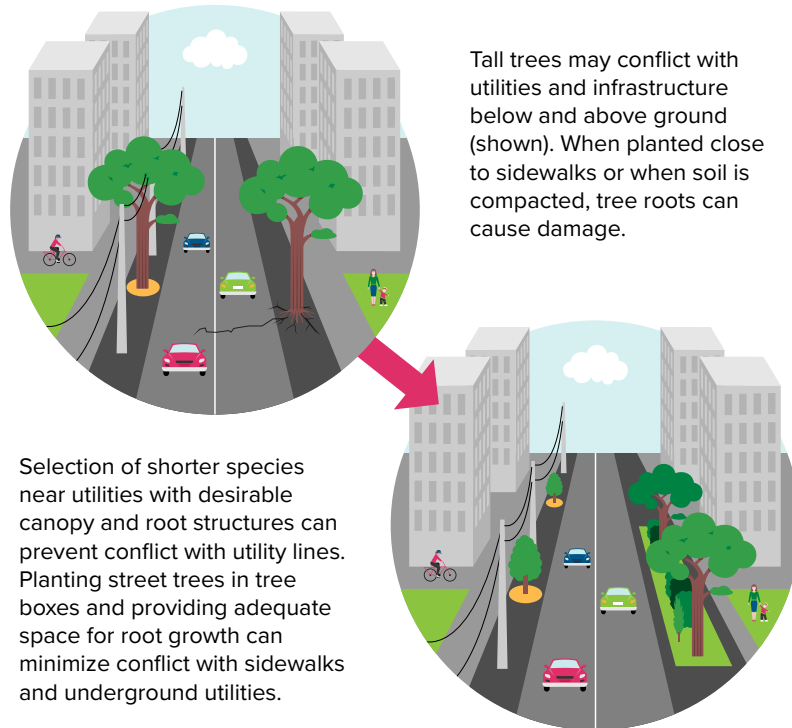 Tall trees may conflict with
utilities and infrastructure
below and above ground
(shown). When planted close
to sidewalks or when soil is
compacted, tree roots can
cause damage.
Selection of shorter species
near utilities with desirable
canopy and root structures can
prevent conflict with utility lines.
Planting street trees in tree
boxes and providing adequate
space for root growth can
minimize conflict with sidewalks
and underground utilities.